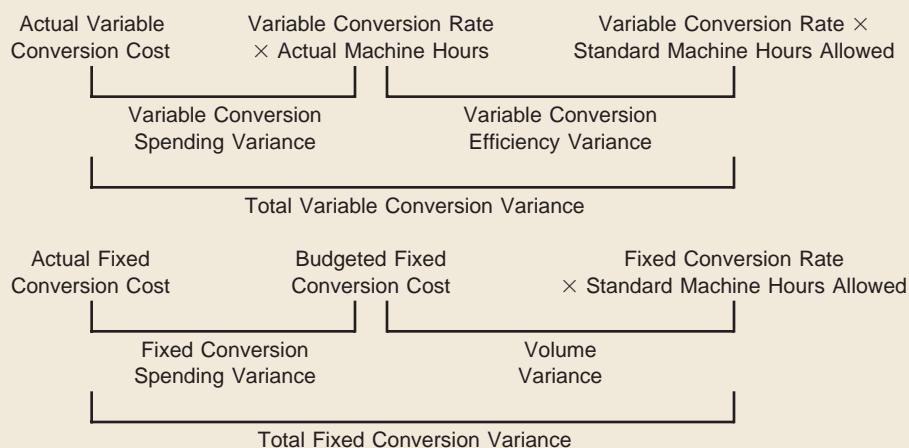 Actual Variable Variable Conversion Rate Variable Conversion Rate ×
Conversion Cost × Actual Machine Hours Standard Machine Hours Allowed
Variable Conversion Variable Conversion
Spending Variance Efficiency Variance
Total Variable Conversion Variance
Actual Fixed Budgeted Fixed Fixed Conversion Rate
Conversion Cost Conversion Cost × Standard Machine Hours Allowed
Fixed Conversion Volume
Spending Variance Variance
Total Fixed Conversion Variance